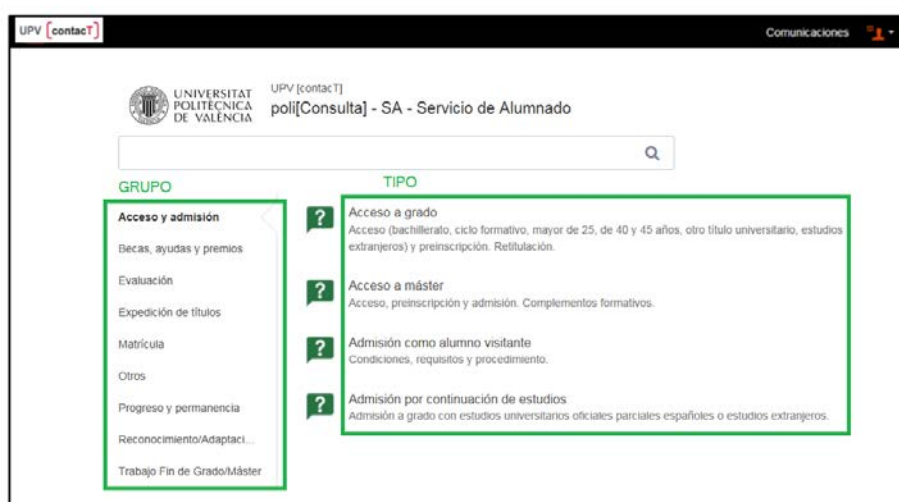 UPV [contacT]
Comunicaciones
UNIVERSITAT
POLITÈCNICA
DE VALÈNCIA
UPV [contacT]
poli[Consulta] - SA - Servicio de Alumnado
GRUPO
TIPO
Acceso y admisión
Becas, ayudas y premios
Evaluación
Expedición de títulos
Matrícula
Otros
Progreso y permanencia
Reconocimiento/Adaptaci...
Trabajo Fin de Grado/Máster
Acceso a grado
Acceso (bachillerato, ciclo formativo, mayor de 25, de 40 y 45 años, otro título universitario, estudios
extranjeros) y preinscripción. Retitulación.
Acceso a máster
Acceso, preinscripción y admisión. Complementos formativos.
Admisión como alumno visitante
Condiciones, requisitos y procedimiento.
Admisión por continuación de estudios
Admisión a grado con estudios universitarios oficiales parciales españoles o estudios extranjeros.